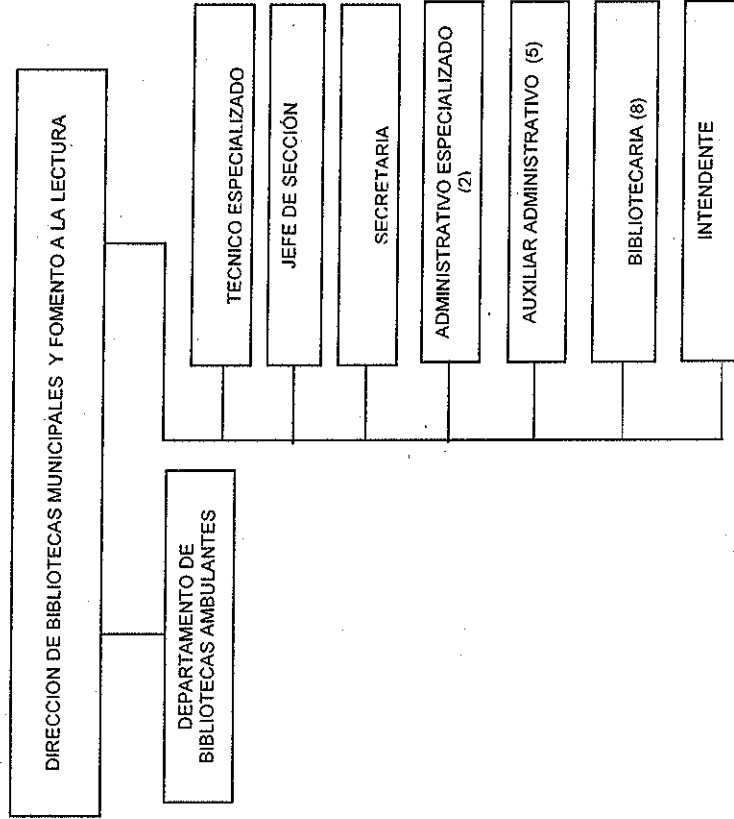 DIRECCION DE BIBLIOTECAS MUNICIPALES Y FOMENTO A LA LECTURA
DEPARTAMENTO DE
BIBLIOTECAS AMBULANTES
TECNICO ESPECIALIZADO
JEFE DE SECCIÓN
SECRETARIA
ADMINISTRATIVO ESPECIALIZADO
(2)
AUXILIAR ADMINISTRATIVO (5)
BIBLIOTECARIA (8)
INTENDENTE